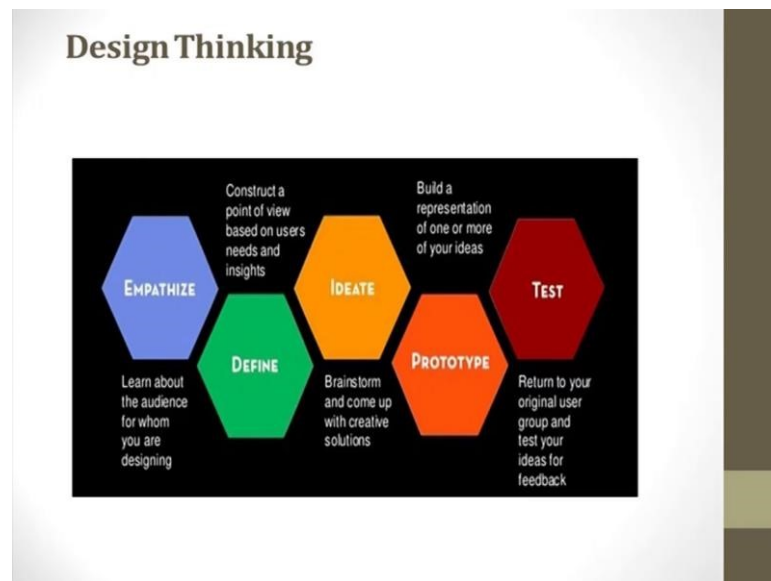 Design Thinking
EMPATHIZE
Learn about
the audience
for whom
you are
designing
Construct a
point of view
based on users
needs and
insights
DEFINE
IDEATE
Brainstorm
and come up
with creative
solutions
Build a
representation
of one or more
of your ideas
PROTOTYPE
TEST
Return to your
original user
group and
test your
ideas for
feedback